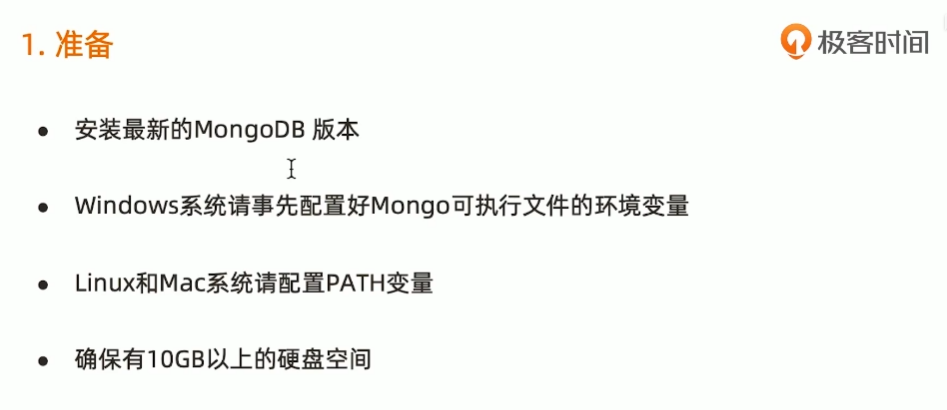 1. 准备
极客时间
● 安装最新的MongoDB 版本
● Windows系统请事先配置好Mongo可执行文件的环境变量
● Linux和Mac系统请配置PATH变量
● 确保有10GB以上的硬盘空间